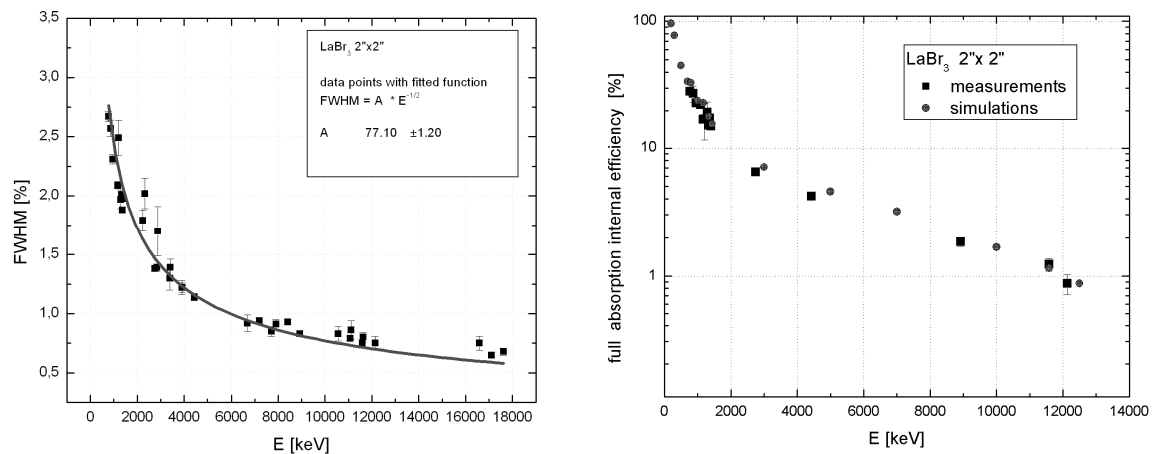 3,5
3,0
2,5
2,0
1,5
1,0
0,5
FWHM [%]
LaBr3 2"x2"
data points with fitted function
FWHM = A * E-1/2
A 77.10 ±1.20
0 2000 4000 6000 8000 10000 12000 14000 16000 18000
E [keV]
100
10
1
full absorption internal efficiency [%]
LaBr3 2"x 2"
measurements
simulations
0 2000 4000 6000 8000 10000 12000 14000
E [keV]